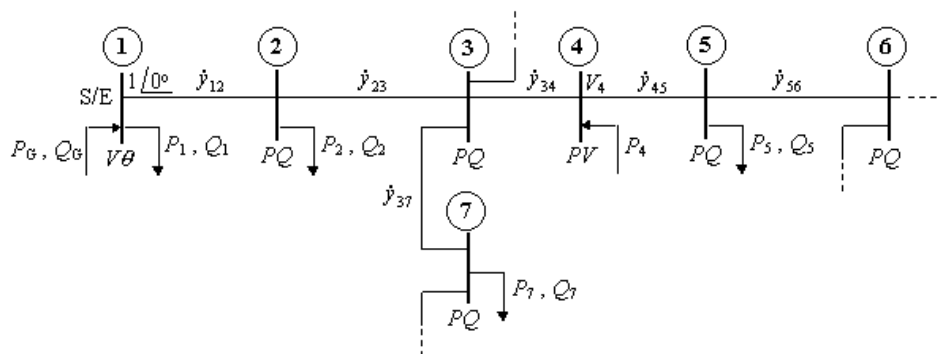 1 2 3 4 5 6
S/E 1/0° ẏ12 ẏ23 ẏ34 V4 ẏ45 ẏ56
PG , QG Vθ P1 , Q1 PQ P2 , Q2 PQ PV P4 PQ P5 , Q5 PQ
ẏ37
7
P7 , Q7
PQ